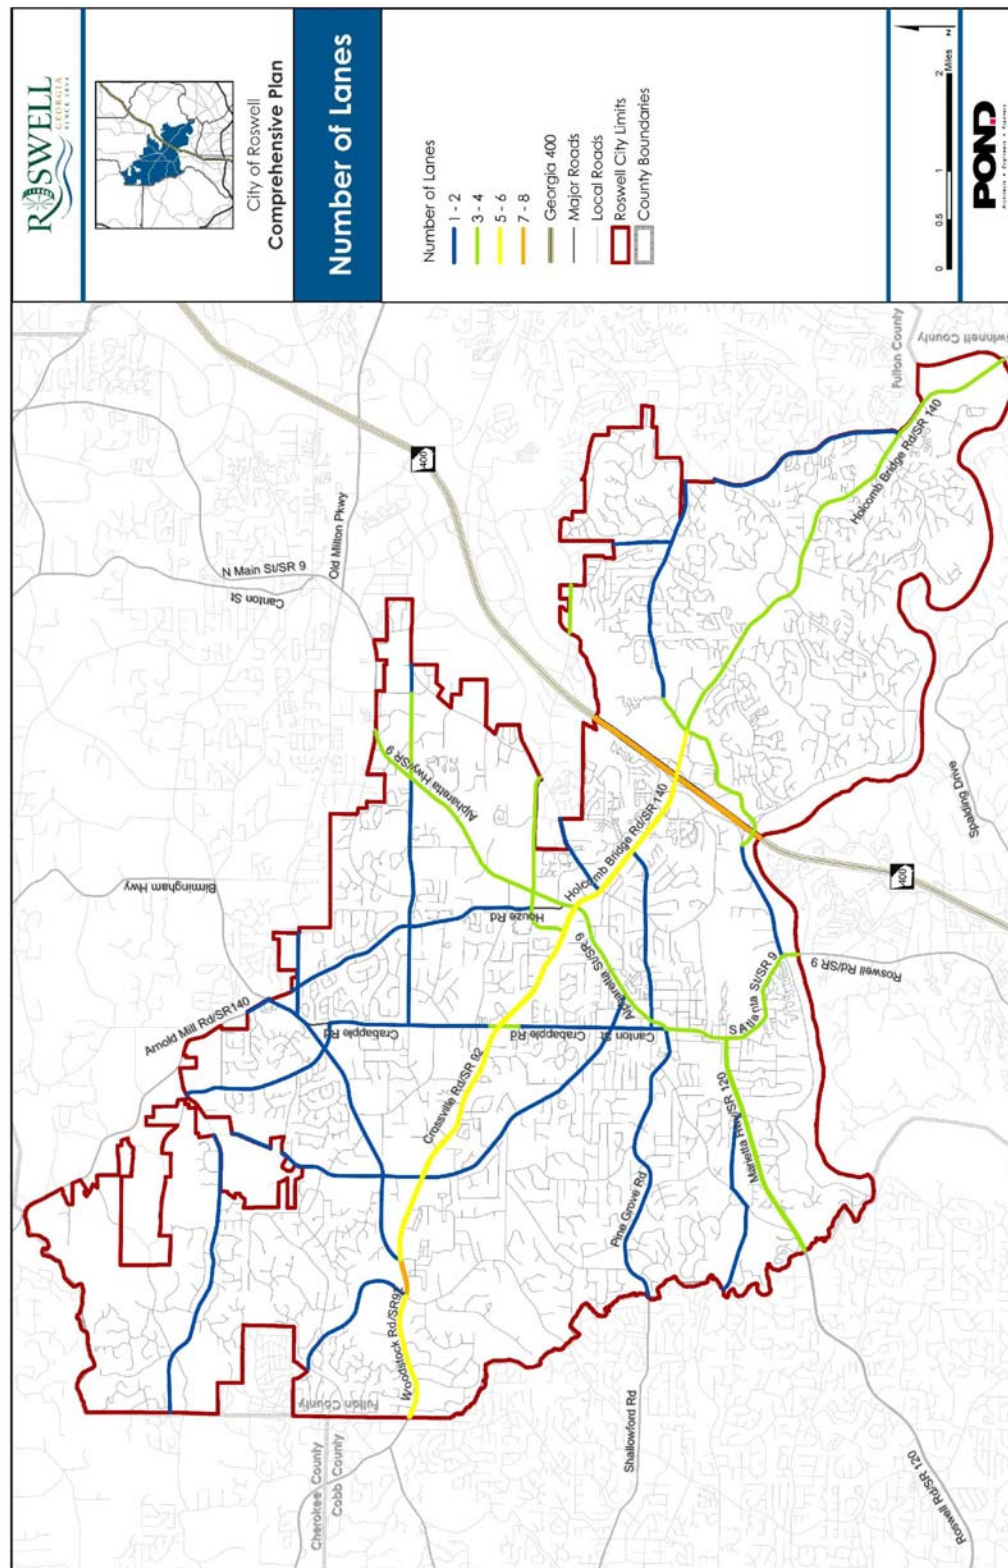 ROSWELL
GEORGIA
SINCE 1854
City of Roswell
Comprehensive Plan
Number of Lanes
Number of Lanes
1 - 2
3 - 4
5 - 6
7 - 8
Georgia 400
Major Roads
Local Roads
Roswell City Limits
County Boundaries
0 0.5 1 2
Miles
N
POND
N Main St/SR 9
Canton St
Old Milton Pkwy
400
Birmingham Hwy
Arnold Mill Rd/SR140
Alpharetta Hwy/SR 9
Houze Rd
Holcomb Bridge Rd/SR 140
Crabapple Rd
Crabapple Rd
Crossville Rd/SR 92
Alpharetta St/SR 9
Canton St
Woodstock Rd/SR92
Pine Grove Rd
Marietta Hwy/SR 120
S Atlanta St/SR 9
Roswell Rd/SR 9
400
Spalding Drive
Holcomb Bridge Rd/SR 140
Fulton County
Gwinnett County
Fulton County
Cherokee County
Cobb County
Shallowford Rd
Roswell Rd/SR 120